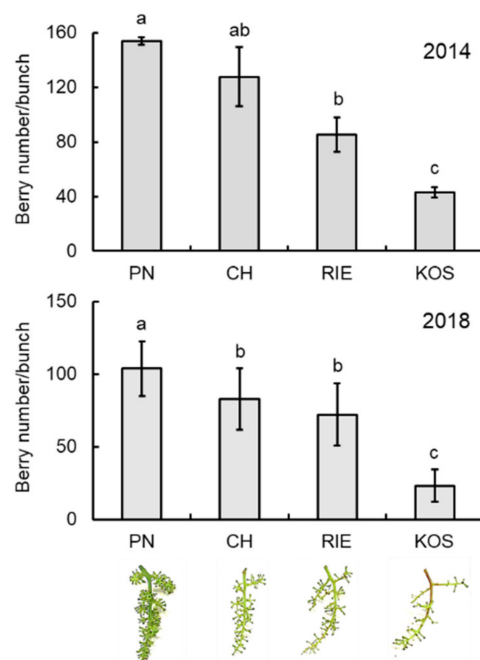 Berry number/bunch
2014
160
120
80
40
0
a
ab
b
c
PN CH RIE KOS
Berry number/bunch
2018
150
100
50
0
a
b
b
c
PN CH RIE KOS